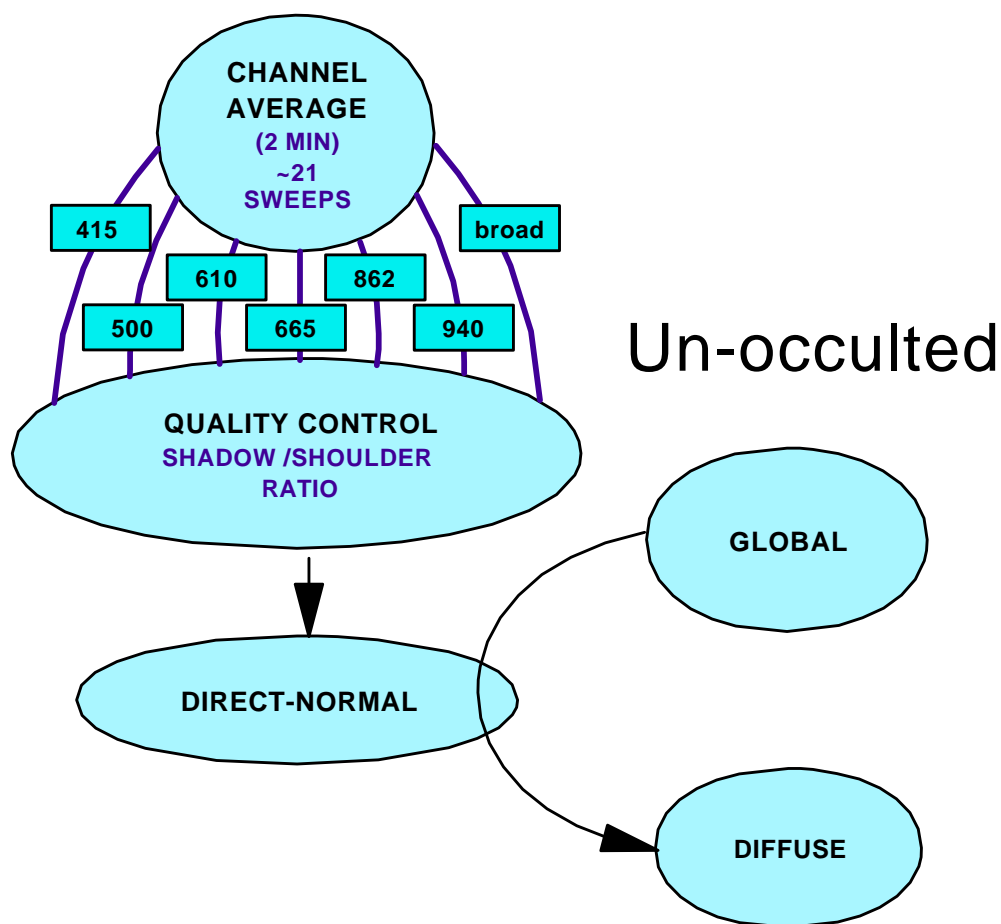 CHANNEL
AVERAGE
(2 MIN)
~21
SWEEPS
415
broad
610
862
500
665
940
Un-occulted
QUALITY CONTROL
SHADOW /SHOULDER
RATIO
GLOBAL
DIRECT-NORMAL
DIFFUSE